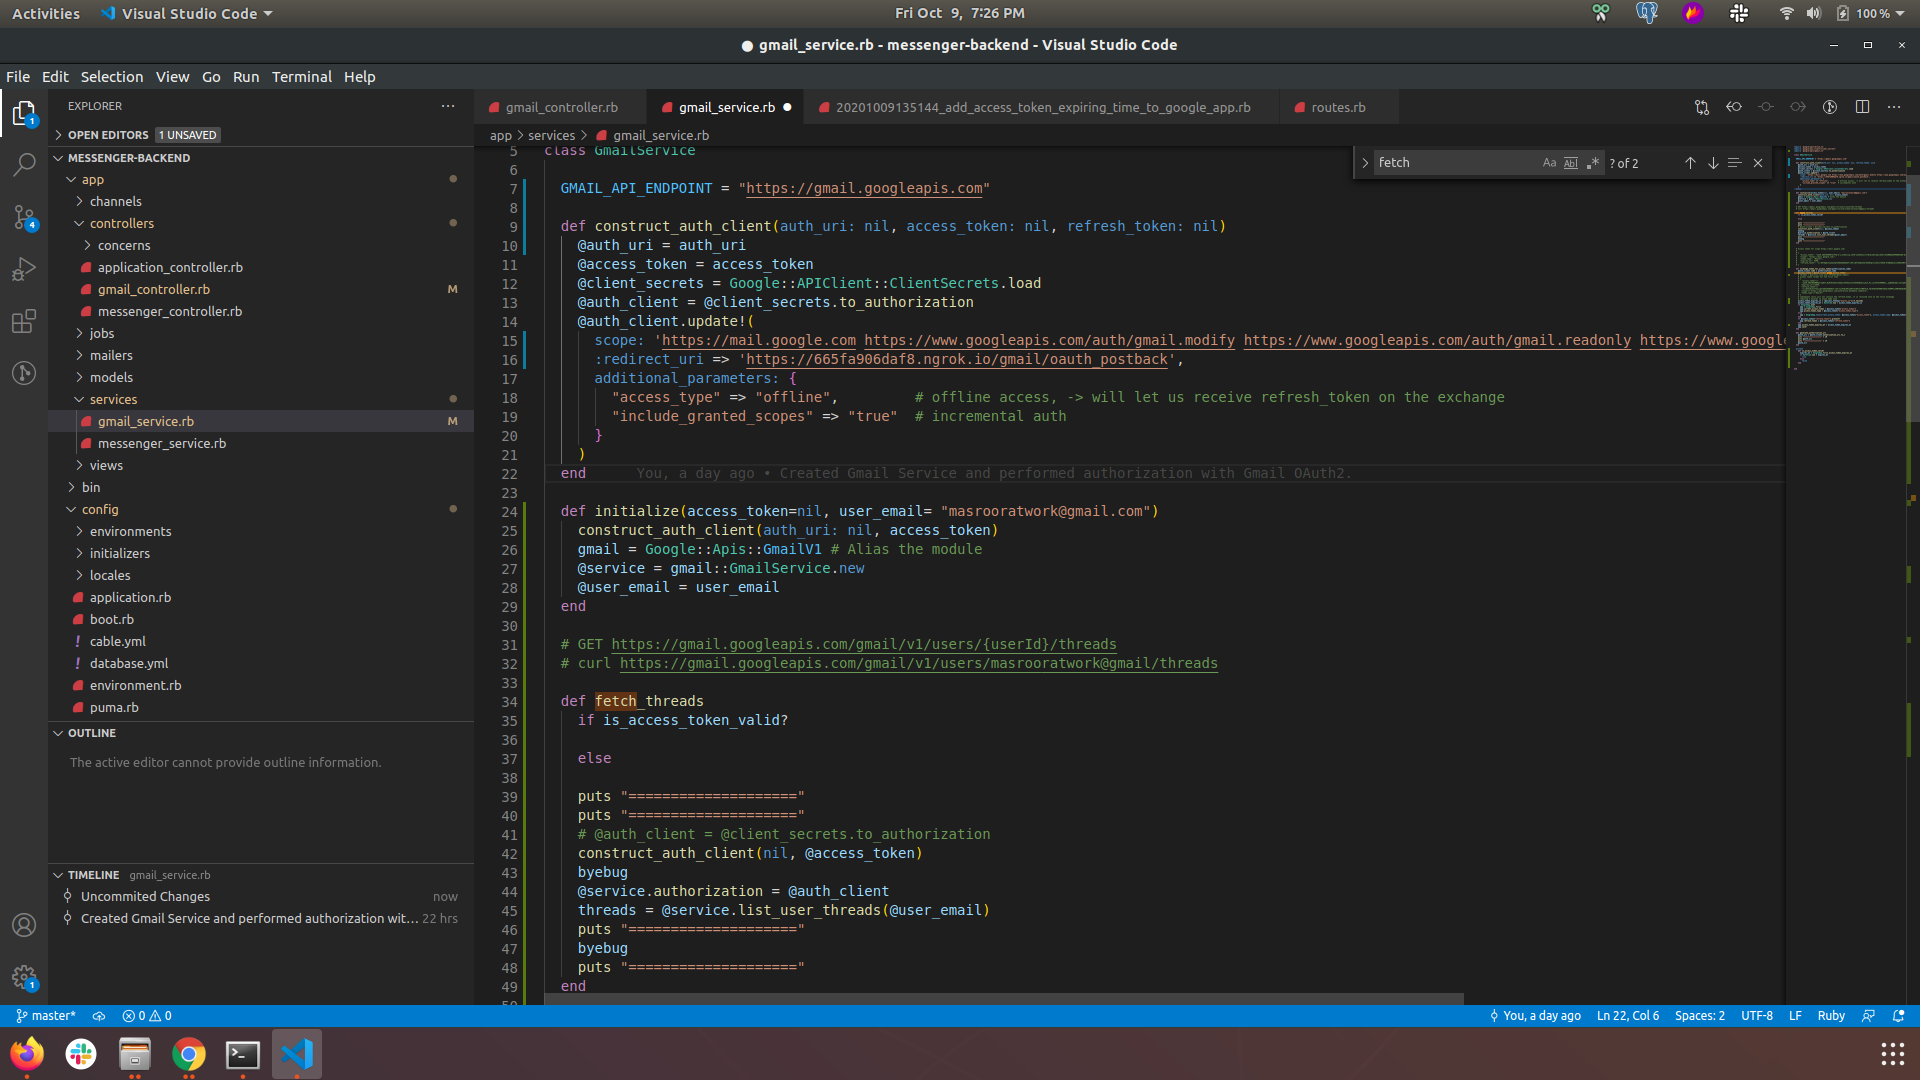 Activities
Visual Studio Code
Fri Oct 9, 7:26 PM
100 %
● gmail_service.rb - messenger-backend - Visual Studio Code
File Edit Selection View Go Run Terminal Help
EXPLORER
OPEN EDITORS 1 UNSAVED
MESSENGER-BACKEND
app
channels
controllers
concerns
application_controller.rb
gmail_controller.rb M
messenger_controller.rb
jobs
mailers
models
services
gmail_service.rb M
messenger_service.rb
views
bin
config
environments
initializers
locales
application.rb
boot.rb
cable.yml
database.yml
environment.rb
puma.rb
OUTLINE
The active editor cannot provide outline information.
TIMELINE gmail_service.rb
Uncommited Changes now
Created Gmail Service and performed authorization wit... 22 hrs
1
4
1
gmail_controller.rb
gmail_service.rb
20201009135144_add_access_token_expiring_time_to_google_app.rb
routes.rb
app > services > gmail_service.rb
fetch
Aa Abl .*
? of 2
5 class GmailService
6
7 GMAIL_API_ENDPOINT = "https://gmail.googleapis.com"
8
9 def construct_auth_client(auth_uri: nil, access_token: nil, refresh_token: nil)
10 @auth_uri = auth_uri
11 @access_token = access_token
12 @client_secrets = Google::APIClient::ClientSecrets.load
13 @auth_client = @client_secrets.to_authorization
14 @auth_client.update!(
15 scope: 'https://mail.google.com https://www.googleapis.com/auth/gmail.modify https://www.googleapis.com/auth/gmail.readonly https://www.googl
16 :redirect_uri => 'https://665fa906daf8.ngrok.io/gmail/oauth_postback',
17 additional_parameters: {
18 "access_type" => "offline", # offline access, -> will let us receive refresh_token on the exchange
19 "include_granted_scopes" => "true" # incremental auth
20 }
21 )
22 end You, a day ago • Created Gmail Service and performed authorization with Gmail OAuth2.
23
24 def initialize(access_token=nil, user_email= "masrooratwork@gmail.com")
25 construct_auth_client(auth_uri: nil, access_token)
26 gmail = Google::Apis::GmailV1 # Alias the module
27 @service = gmail::GmailService.new
28 @user_email = user_email
29 end
30
31 # GET https://gmail.googleapis.com/gmail/v1/users/{userId}/threads
32 # curl https://gmail.googleapis.com/gmail/v1/users/masrooratwork@gmail/threads
33
34 def fetch_threads
35 if is_access_token_valid?
36
37 else
38
39 puts "===================="
40 puts "===================="
41 # @auth_client = @client_secrets.to_authorization
42 construct_auth_client(nil, @access_token)
43 byebug
44 @service.authorization = @auth_client
45 threads = @service.list_user_threads(@user_email)
46 puts "===================="
47 byebug
48 puts "===================="
49 end
50
master* 0 0
You, a day ago
Ln 22, Col 6
Spaces: 2
UTF-8
LF
Ruby